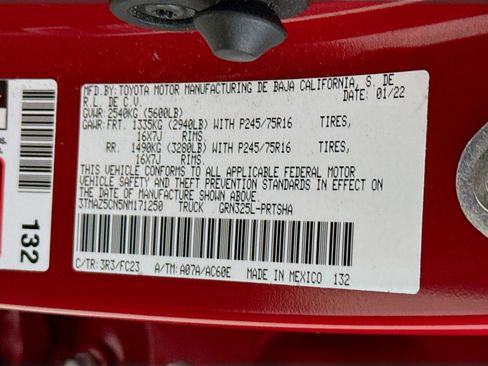 MFD.BY: TOYOTA MOTOR MANUFACTURING DE BAJA CALIFORNIA, S. DE
R L. DE C.V. DATE: 01/22
GVWR: 2540KG (5600LB)
GAWR: FRT. 1335KG (2940LB) WITH P245/75R16 TIRES,
16X7J RIMS.
RR. 1490KG (3280LB) WITH P245/75R16 TIRES,
16X7J RIMS.
THIS VEHICLE CONFORMS TO ALL APPLICABLE FEDERAL MOTOR
VEHICLE SAFETY AND THEFT PREVENTION STANDARDS IN EFFECT ON
THE DATE OF MANUFACTURE SHOWN ABOVE.
3TMAZ5CN5NM171250 TRUCK GRN325L-PRTSHA
C/TR: 3R3/FC23 A/TM: A07A/AC60E MADE IN MEXICO 132
132